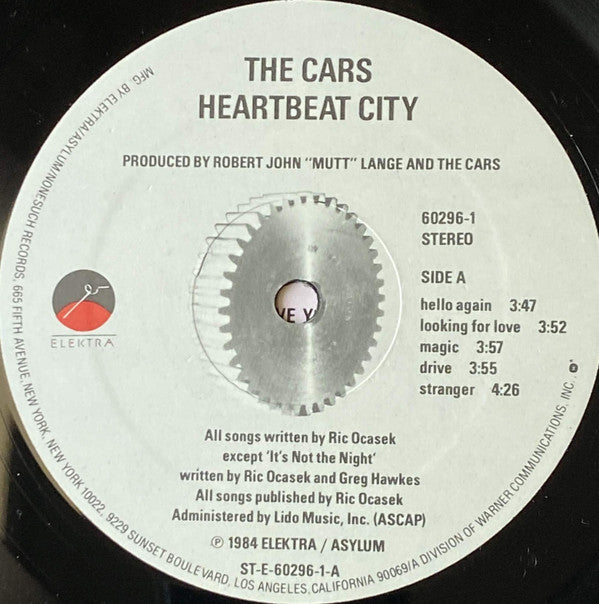 THE CARS
HEARTBEAT CITY
PRODUCED BY ROBERT JOHN "MUTT" LANGE AND THE CARS
60296-1
STEREO
SIDE A
hello again 3:47
looking for love 3:52
magic 3:57
drive 3:55
stranger 4:26
VE Y
ELEKTRA
All songs written by Ric Ocasek
except 'It's Not the Night'
written by Ric Ocasek and Greg Hawkes
All songs published by Ric Ocasek
Administered by Lido Music, Inc. (ASCAP)
℗ 1984 ELEKTRA / ASYLUM
ST-E-60296-1-A
MFG. BY ELEKTRA/ASYLUM/NONESUCH RECORDS, 665 FIFTH AVENUE, NEW YORK, NEW YORK 10022, 9229 SUNSET BOULEVARD, LOS ANGELES, CALIFORNIA 90069/A DIVISION OF WARNER COMMUNICATIONS, INC.